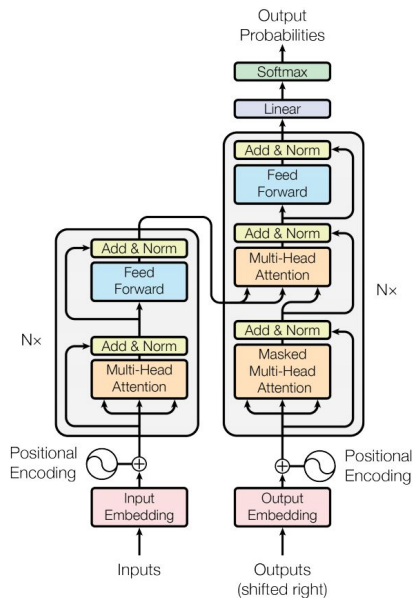 Output
Probabilities
Softmax
Linear
Add & Norm
Feed
Forward
Add & Norm
Multi-Head
Attention
Add & Norm
Masked
Multi-Head
Attention
Nx
Add & Norm
Feed
Forward
Add & Norm
Multi-Head
Attention
Nx
Positional
Encoding
Positional
Encoding
Input
Embedding
Output
Embedding
Inputs
Outputs
(shifted right)